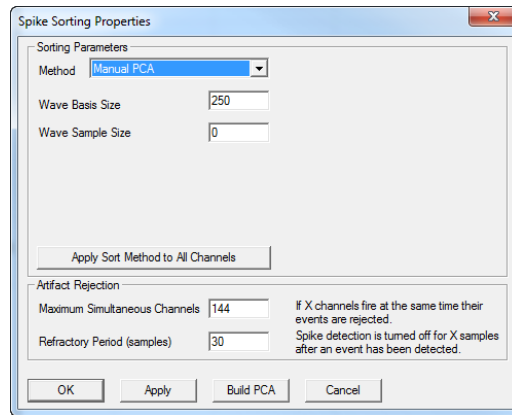 Spike Sorting Properties
Sorting Parameters
Method Manual PCA
Wave Basis Size 250
Wave Sample Size 0
Apply Sort Method to All Channels
Artifact Rejection
Maximum Simultaneous Channels 144 If X channels fire at the same time their
events are rejected.
Refractory Period (samples) 30 Spike detection is turned off for X samples
after an event has been detected.
OK Apply Build PCA Cancel